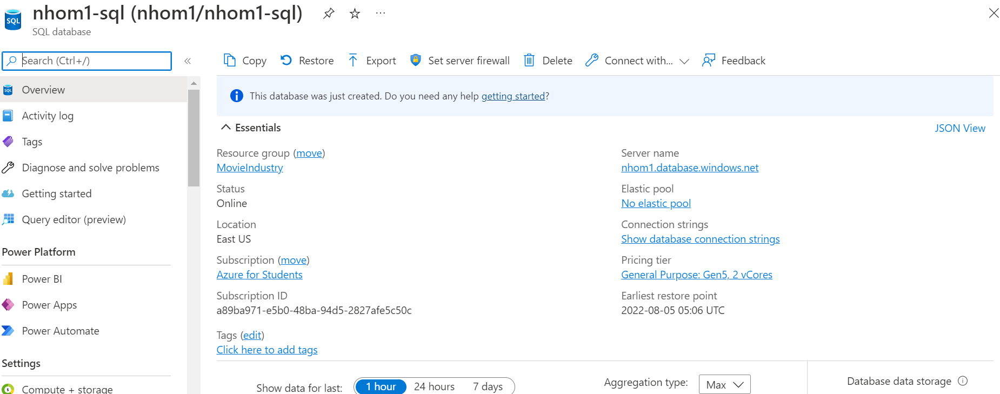 nhom1-sql (nhom1/nhom1-sql)
SQL
SQL database
Search (Ctrl+/)
Copy
Restore
Export
Set server firewall
Delete
Connect with...
Feedback
Overview
Activity log
Tags
Diagnose and solve problems
Getting started
Query editor (preview)
Power Platform
Power BI
Power Apps
Power Automate
Settings
Compute + storage
This database was just created. Do you need any help getting started?
Essentials
JSON View
Resource group (move)
MovieIndustry
Status
Online
Location
East US
Subscription (move)
Azure for Students
Subscription ID
a89ba971-e5b0-48ba-94d5-2827afe5c50c
Tags (edit)
Click here to add tags
Server name
nhom1.database.windows.net
Elastic pool
No elastic pool
Connection strings
Show database connection strings
Pricing tier
General Purpose: Gen5, 2 vCores
Earliest restore point
2022-08-05 05:06 UTC
Show data for last:
1 hour
24 hours
7 days
Aggregation type:
Max
Database data storage